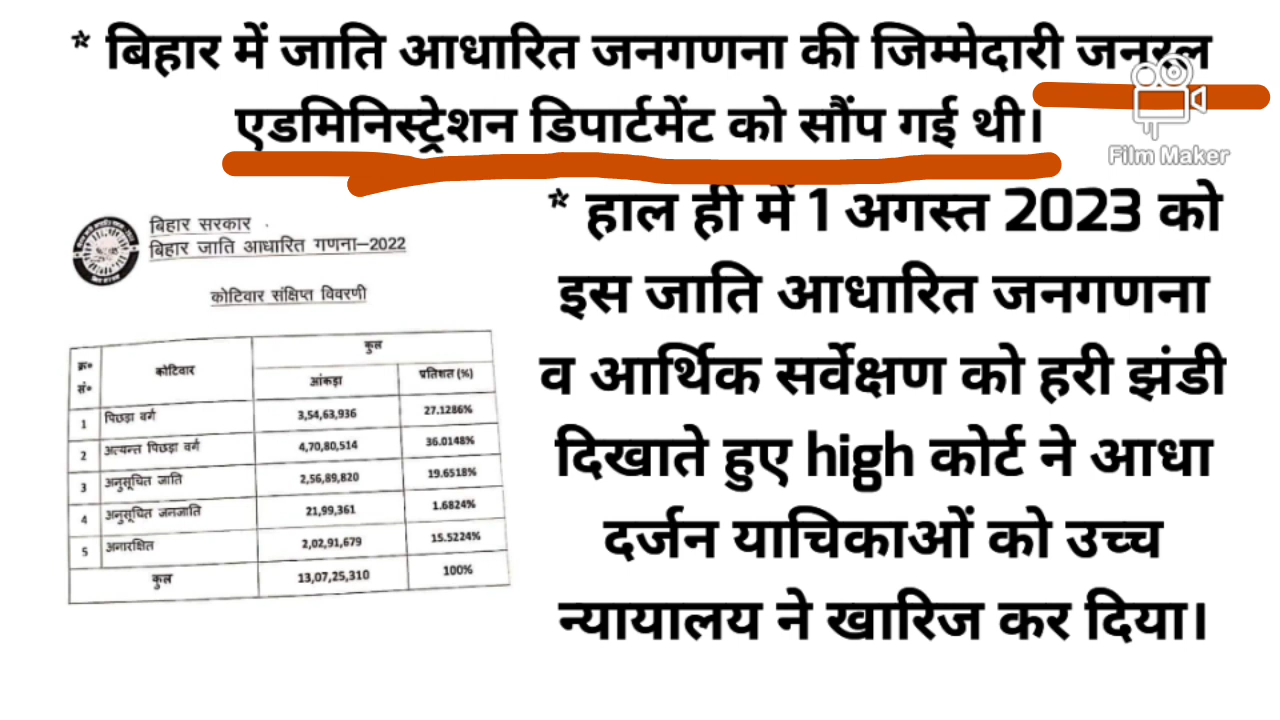 * बिहार में जाति आधारित जनगणना की जिम्मेदारी जनरल
एडमिनिस्ट्रेशन डिपार्टमेंट को सौंप गई थी।
Film Maker
* हाल ही में 1 अगस्त 2023 को
इस जाति आधारित जनगणना
व आर्थिक सर्वेक्षण को हरी झंडी
दिखाते हुए high कोर्ट ने आधा
दर्जन याचिकाओं को उच्च
न्यायालय ने खारिज कर दिया।
बिहार सरकार
बिहार जाति आधारित गणना–2022
कोटिवार संक्षिप्त विवरणी
क्र० सं० कोटिवार कुल
आंकड़ा प्रतिशत (%)
1 पिछड़ा वर्ग 3,54,63,936 27.1286%
2 अत्यन्त पिछड़ा वर्ग 4,70,80,514 36.0148%
3 अनुसूचित जाति 2,56,89,820 19.6518%
4 अनुसूचित जनजाति 21,99,361 1.6824%
5 अनारक्षित 2,02,91,679 15.5224%
कुल 13,07,25,310 100%